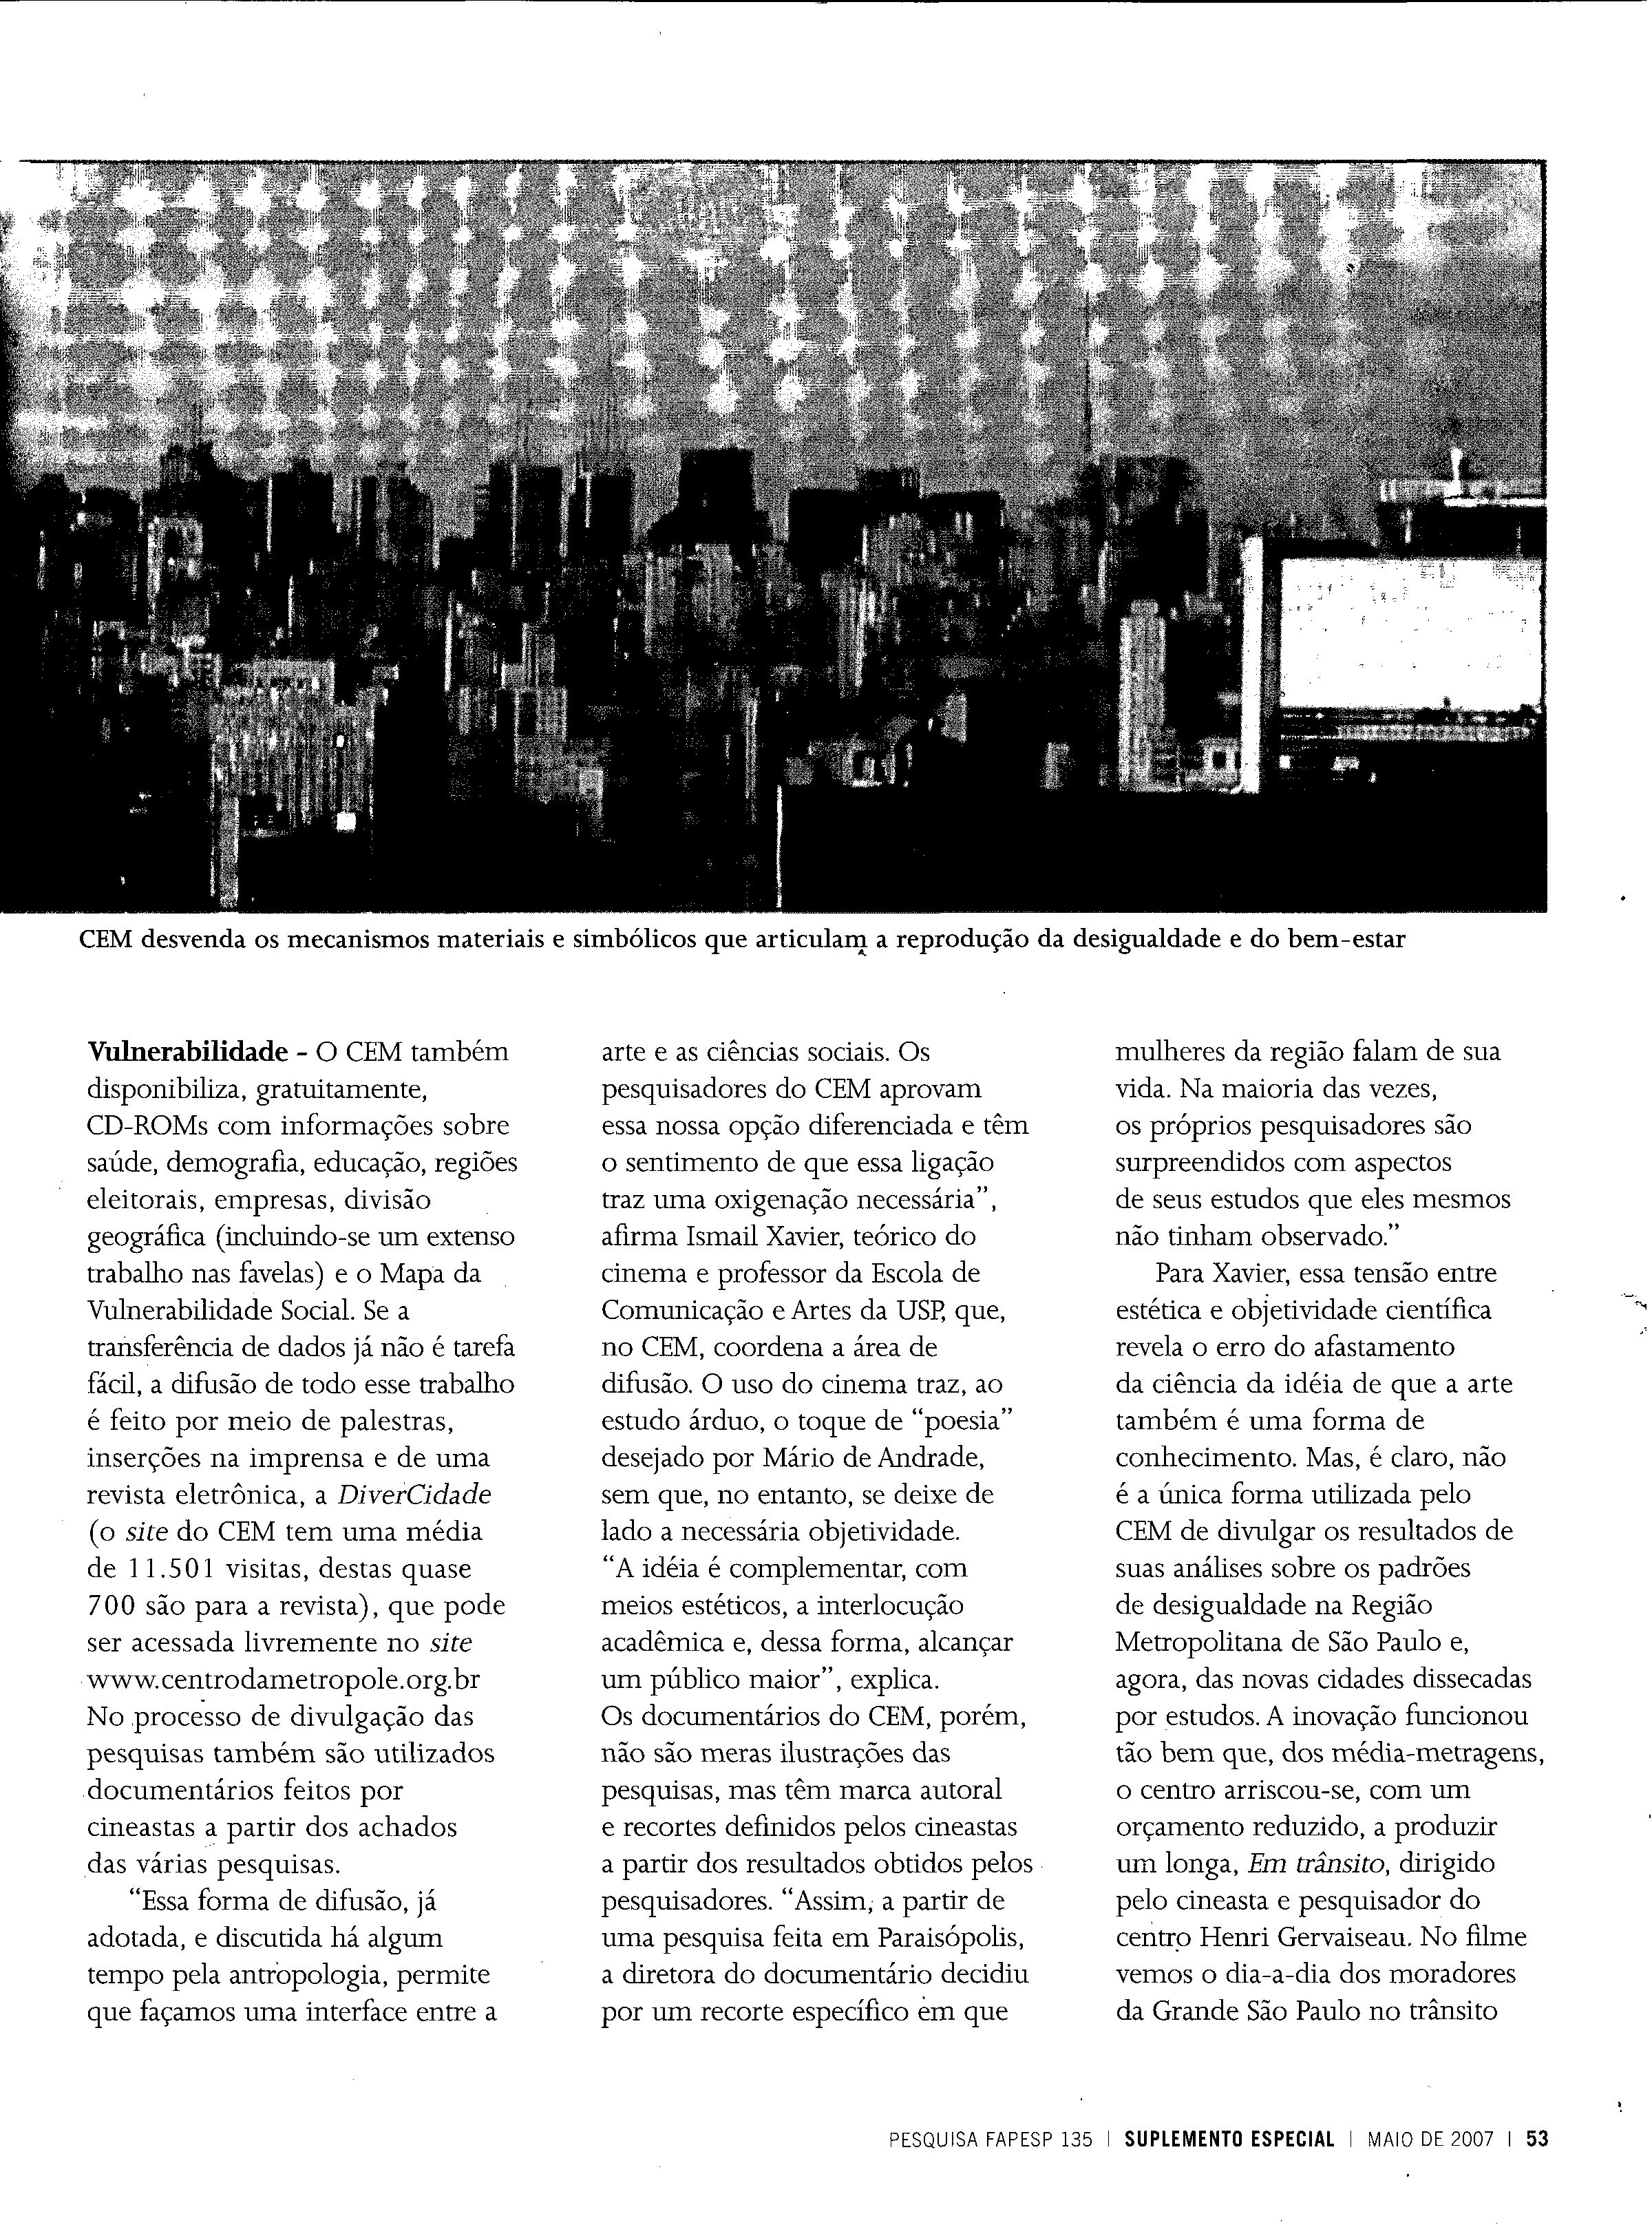 CEM desvenda os mecanismos materiais e simbólicos que articulam a reprodução da desigualdade e do bem-estar
Vulnerabilidade - O CEM também
disponibiliza, gratuitamente,
CD-ROMs com informações sobre
saúde, demografia, educação, regiões
eleitorais, empresas, divisão
geográfica (incluindo-se um extenso
trabalho nas favelas) e o Mapa da
Vulnerabilidade Social. Se a
transferência de dados já não é tarefa
fácil, a difusão de todo esse trabalho
é feito por meio de palestras,
inserções na imprensa e de uma
revista eletrônica, a DiverCidade
(o site do CEM tem uma média
de 11.501 visitas, destas quase
700 são para a revista), que pode
ser acessada livremente no site
www.centrodametropole.org.br
No processo de divulgação das
pesquisas também são utilizados
documentários feitos por
cineastas a partir dos achados
das várias pesquisas.
“Essa forma de difusão, já
adotada, e discutida há algum
tempo pela antropologia, permite
que façamos uma interface entre a
arte e as ciências sociais. Os
pesquisadores do CEM aprovam
essa nossa opção diferenciada e têm
o sentimento de que essa ligação
traz uma oxigenação necessária”,
afirma Ismail Xavier, teórico do
cinema e professor da Escola de
Comunicação e Artes da USP, que,
no CEM, coordena a área de
difusão. O uso do cinema traz, ao
estudo árduo, o toque de “poesia”
desejado por Mário de Andrade,
sem que, no entanto, se deixe de
lado a necessária objetividade.
“A idéia é complementar, com
meios estéticos, a interlocução
acadêmica e, dessa forma, alcançar
um público maior”, explica.
Os documentários do CEM, porém,
não são meras ilustrações das
pesquisas, mas têm marca autoral
e recortes definidos pelos cineastas
a partir dos resultados obtidos pelos
pesquisadores. “Assim, a partir de
uma pesquisa feita em Paraisópolis,
a diretora do documentário decidiu
por um recorte específico em que
mulheres da região falam de sua
vida. Na maioria das vezes,
os próprios pesquisadores são
surpreendidos com aspectos
de seus estudos que eles mesmos
não tinham observado.”
Para Xavier, essa tensão entre
estética e objetividade científica
revela o erro do afastamento
da ciência da idéia de que a arte
também é uma forma de
conhecimento. Mas, é claro, não
é a única forma utilizada pelo
CEM de divulgar os resultados de
suas análises sobre os padrões
de desigualdade na Região
Metropolitana de São Paulo e,
agora, das novas cidades dissecadas
por estudos. A inovação funcionou
tão bem que, dos média-metragens,
o centro arriscou-se, com um
orçamento reduzido, a produzir
um longa, Em trânsito, dirigido
pelo cineasta e pesquisador do
centro Henri Gervaiseau. No filme
vemos o dia-a-dia dos moradores
da Grande São Paulo no trânsito
PESQUISA FAPESP 135 | SUPLEMENTO ESPECIAL | MAIO DE 2007 | 53